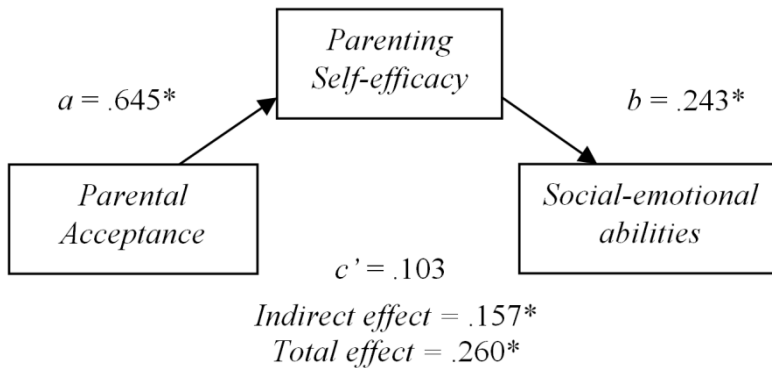 Parenting
Self-efficacy
a = .645*
b = .243*
Parental
Acceptance
Social-emotional
abilities
c’ = .103
Indirect effect = .157*
Total effect = .260*